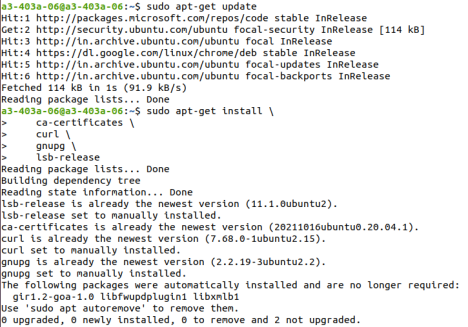 a3-403a-06@a3-403a-06:~$ sudo apt-get update
Hit:1 http://packages.microsoft.com/repos/code stable InRelease
Get:2 http://security.ubuntu.com/ubuntu focal-security InRelease [114 kB]
Hit:3 http://in.archive.ubuntu.com/ubuntu focal InRelease
Hit:4 https://dl.google.com/linux/chrome/deb stable InRelease
Hit:5 http://in.archive.ubuntu.com/ubuntu focal-updates InRelease
Hit:6 http://in.archive.ubuntu.com/ubuntu focal-backports InRelease
Fetched 114 kB in 1s (91.9 kB/s)
Reading package lists... Done
a3-403a-06@a3-403a-06:~$ sudo apt-get install \
> ca-certificates \
> curl \
> gnupg \
> lsb-release
Reading package lists... Done
Building dependency tree
Reading state information... Done
lsb-release is already the newest version (11.1.0ubuntu2).
lsb-release set to manually installed.
ca-certificates is already the newest version (20211016ubuntu0.20.04.1).
curl is already the newest version (7.68.0-1ubuntu2.15).
curl set to manually installed.
gnupg is already the newest version (2.2.19-3ubuntu2.2).
gnupg set to manually installed.
The following packages were automatically installed and are no longer required:
gir1.2-goa-1.0 libfwupdplugin1 libxmlb1
Use 'sudo apt autoremove' to remove them.
0 upgraded, 0 newly installed, 0 to remove and 2 not upgraded.